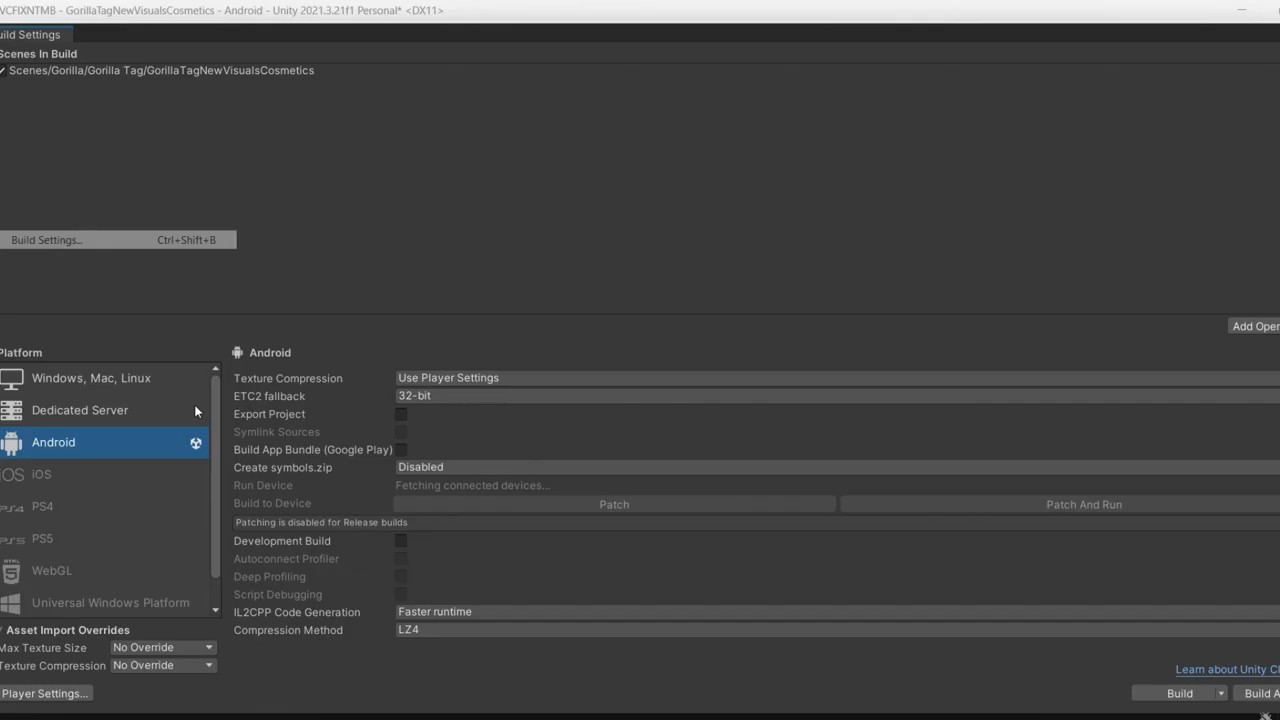 VCFIXNTMB - GorillaTagNewVisualsCosmetics - Android - Unity 2021.3.21f1 Personal* <DX11>
uild Settings
Scenes In Build
Scenes/Gorilla/Gorilla Tag/GorillaTagNewVisualsCosmetics
Build Settings... Ctrl+Shift+B
Add Oper
Platform
Windows, Mac, Linux
Dedicated Server
Android
iOS iOS
PS4 PS4
PS5 PS5
HTML 5 WebGL
Universal Windows Platform
Asset Import Overrides
Max Texture Size No Override
Texture Compression No Override
Player Settings...
Android
Texture Compression Use Player Settings
ETC2 fallback 32-bit
Export Project
Symlink Sources
Build App Bundle (Google Play)
Create symbols.zip Disabled
Run Device Fetching connected devices...
Build to Device Patch Patch And Run
Patching is disabled for Release builds
Development Build
Autoconnect Profiler
Deep Profiling
Script Debugging
IL2CPP Code Generation Faster runtime
Compression Method LZ4
Learn about Unity Cl
Build Build A